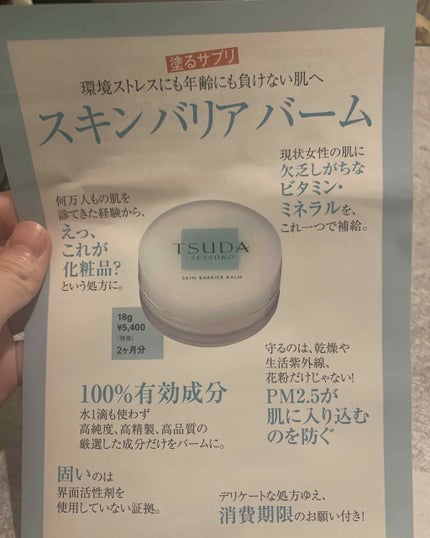 塗るサプリ
環境ストレスにも年齢にも負けない肌へ
スキン バリア バーム
現状女性の肌に
欠乏しがちな
ビタミン・
ミネラルを、
これ一つで補給。
何万人もの肌を
診てきた経験から、
えっ、
これが
化粧品?
という処方に。
TSUDA
SETSUKO
SKIN BARRIER BALM
18g
¥5,400
(税抜)
2ヶ月分
守るのは、乾燥や
生活紫外線、
花粉だけじゃない!
PM2.5が
肌に入り込む
のを防ぐ
100%有効成分
水1滴も使わず
高純度、高精製、高品質の
厳選した成分だけをバームに。
固いのは
界面活性剤を
使用していない証拠。
デリケートな処方ゆえ、
消費期限のお願い付き!